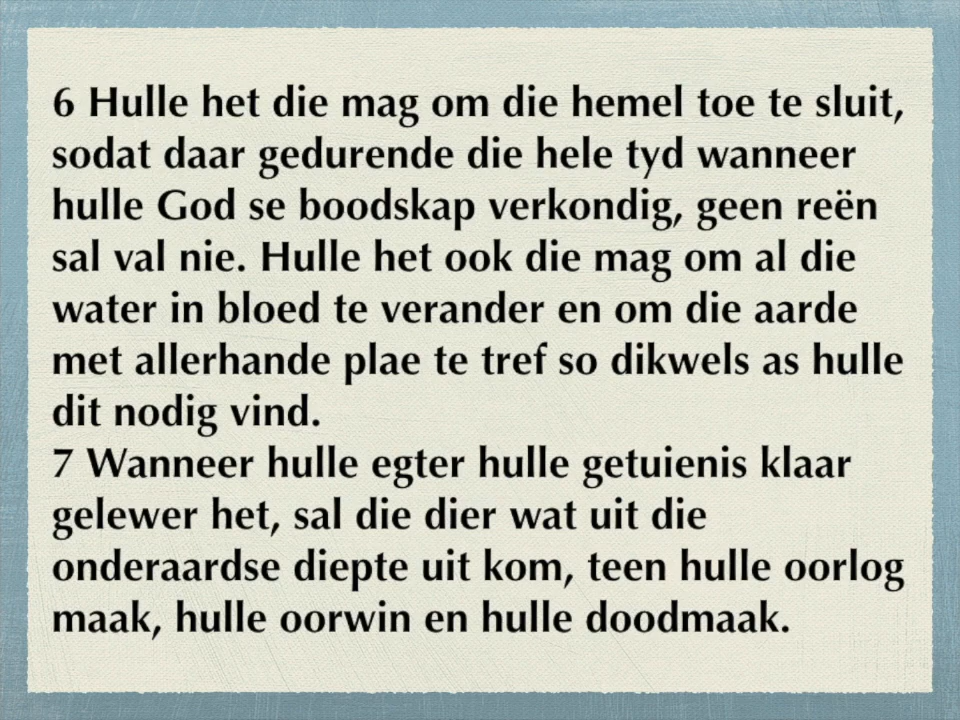 6 Hulle het die mag om die hemel toe te sluit,
sodat daar gedurende die hele tyd wanneer
hulle God se boodskap verkondig, geen reën
sal val nie. Hulle het ook die mag om al die
water in bloed te verander en om die aarde
met allerhande plae te tref so dikwels as hulle
dit nodig vind.
7 Wanneer hulle egter hulle getuienis klaar
gelewer het, sal die dier wat uit die
onderaardse diepte uit kom, teen hulle oorlog
maak, hulle oorwin en hulle doodmaak.